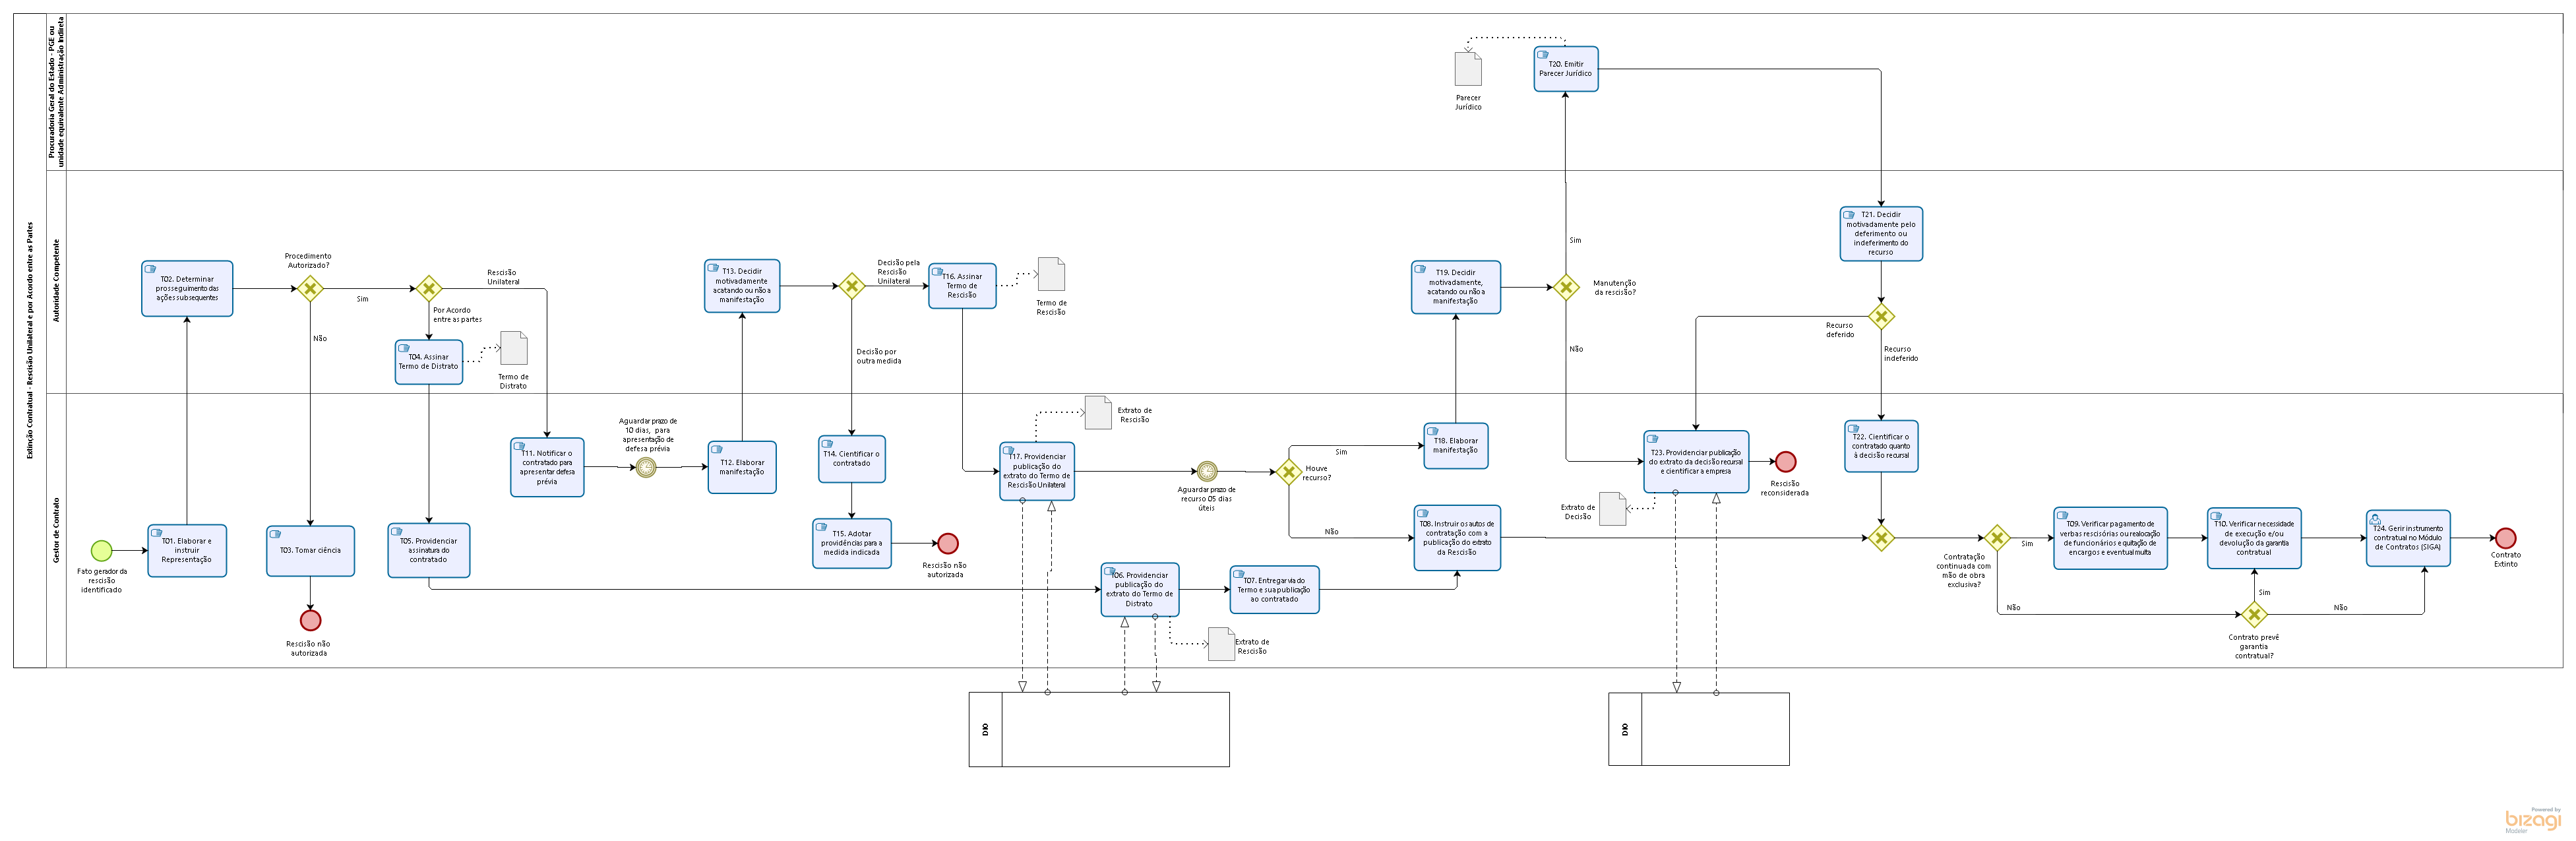 Extinção Contratual - Rescisão Unilateral e por Acordo entre as Partes
Procuradoria Geral do Estado - PGE ou
unidade equivalente Administração Indireta
T20. Emitir
Parecer Jurídico
Parecer
Jurídico
Autoridade Competente
T02. Determinar
prosseguimento das
ações subsequentes
Procedimento
Autorizado?
Sim
Não
Rescisão
Unilateral
Por Acordo
entre as partes
T04. Assinar
Termo de Distrato
Termo de
Distrato
T13. Decidir
motivadamente
acatando ou não a
manifestação
Decisão pela
Rescisão
Unilateral
Decisão por
outra medida
T16. Assinar
Termo de
Rescisão
Termo de
Rescisão
T19. Decidir
motivadamente,
acatando ou não a
manifestação
Sim
Manutenção
da rescisão?
Não
T21. Decidir
motivadamente pelo
deferimento ou
indeferimento do
recurso
Recurso
deferido
Recurso
indeferido
Gestor de Contrato
Fato gerador da
rescisão
identificado
T01. Elaborar e
instruir
Representação
T03. Tomar ciência
Rescisão não
autorizada
T05. Providenciar
assinatura do
contratado
T11. Notificar o
contratado para
apresentar defesa
prévia
Aguardar prazo de
10 dias, para
apresentação de
defesa prévia
T12. Elaborar
manifestação
T14. Cientificar o
contratado
T15. Adotar
providências para a
medida indicada
Rescisão não
autorizada
T17. Providenciar
publicação do
extrato do Termo de
Rescisão Unilateral
Extrato de
Rescisão
T06. Providenciar
publicação do
extrato do Termo de
Distrato
Extrato de
Rescisão
T07. Entregar via do
Termo e sua publicação
ao contratado
Aguardar prazo de
recurso 05 dias
úteis
Houve
recurso?
Sim
Não
T18. Elaborar
manifestação
T08. Instruir os autos de
contratação com a
publicação do extrato
da Rescisão
T23. Providenciar publicação
do extrato da decisão recursal
e cientificar a empresa
Extrato de
Decisão
Rescisão
reconsiderada
T22. Cientificar o
contratado quanto
à decisão recursal
Contratação
continuada com
mão de obra
exclusiva?
Sim
Não
T09. Verificar pagamento de
verbas rescisórias ou realocação
de funcionários e quitação de
encargos e eventual multa
T10. Verificar necessidade
de execução e/ou
devolução da garantia
contratual
Sim
Não
Contrato prevê
garantia
contratual?
T24. Gerir instrumento
contratual no Módulo
de Contratos (SIGA)
Contrato
Extinto
DIO
DIO
Powered by
bizagi
Modeler